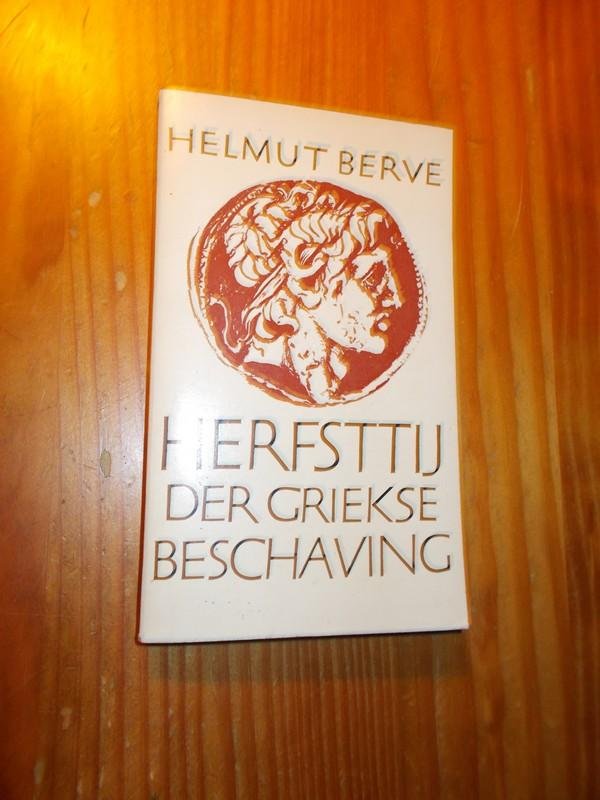 HELMUT BERVE
HERFSTTIJ
DER GRIEKSE
BESCHAVING